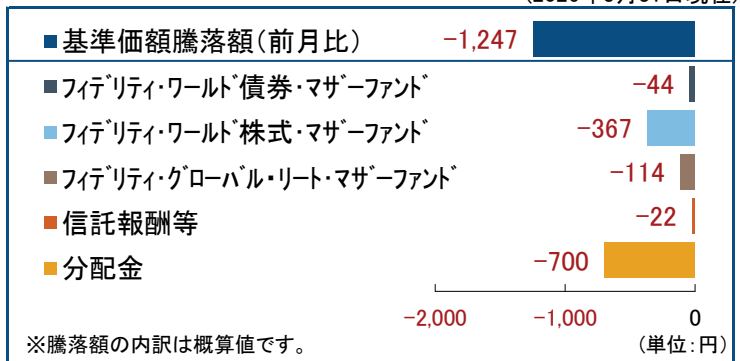 ■基準価額騰落額(前月比) -1,247
■フィデリティ・ワールド債券・マザーファンド -44
■フィデリティ・ワールド株式・マザーファンド -367
■フィデリティ・グローバル・リート・マザーファンド -114
■信託報酬等 -22
■分配金 -700
-2,000 -1,000 0
※騰落額の内訳は概算値です。 (単位:円)